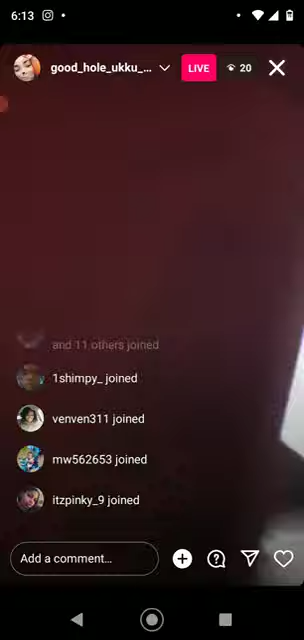 6:13
good_hole_ukku_...
LIVE
20
and 11 others joined
1shimpy_ joined
venven311 joined
mw562653 joined
itzpinky_9 joined
Add a comment...